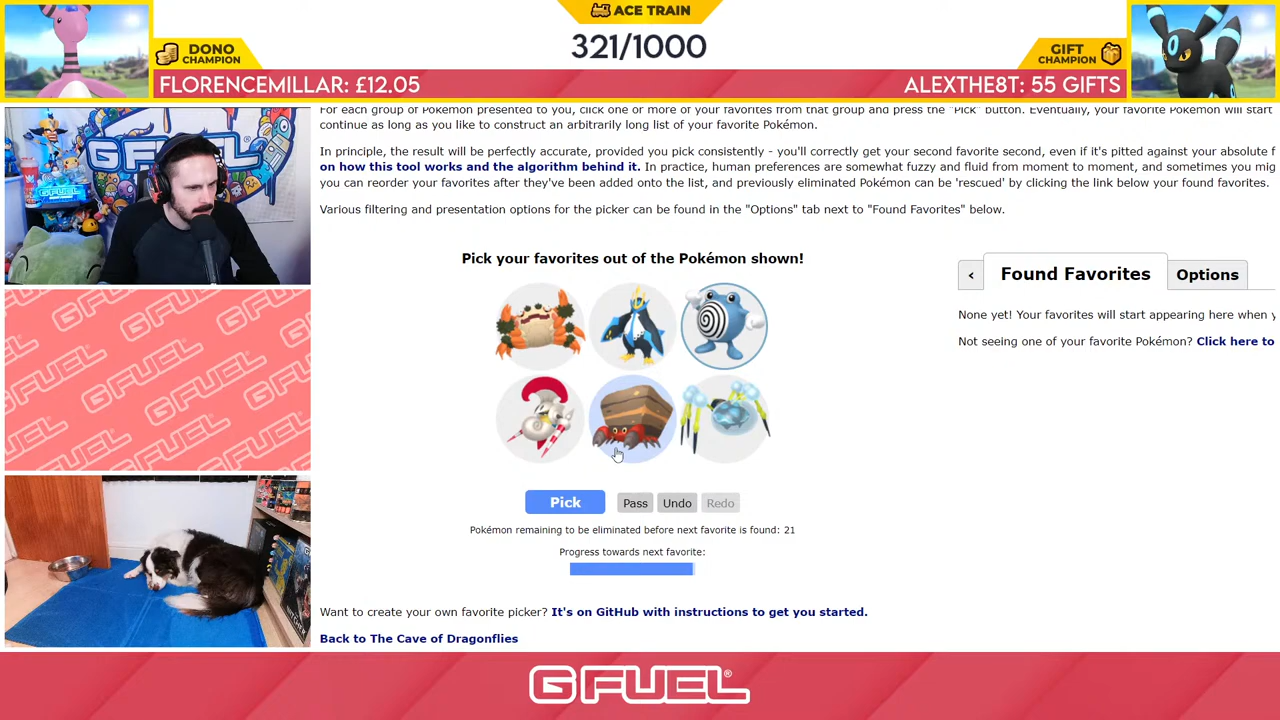 ACE TRAIN
321/1000
DONO
CHAMPION
GIFT
CHAMPION
FLORENCEMILLAR: £12.05
ALEXTHE8T: 55 GIFTS
For each group of Pokémon presented to you, click one or more of your favorites from that group and press the "Pick" button. Eventually, your favorite Pokémon will start
continue as long as you like to construct an arbitrarily long list of your favorite Pokémon.
In principle, the result will be perfectly accurate, provided you pick consistently - you'll correctly get your second favorite second, even if it's pitted against your absolute f
on how this tool works and the algorithm behind it. In practice, human preferences are somewhat fuzzy and fluid from moment to moment, and sometimes you mig
you can reorder your favorites after they've been added onto the list, and previously eliminated Pokémon can be 'rescued' by clicking the link below your found favorites.
Various filtering and presentation options for the picker can be found in the "Options" tab next to "Found Favorites" below.
Pick your favorites out of the Pokémon shown!
< Found Favorites Options
None yet! Your favorites will start appearing here when y
Not seeing one of your favorite Pokémon? Click here to
Pick Pass Undo Redo
Pokémon remaining to be eliminated before next favorite is found: 21
Progress towards next favorite:
Want to create your own favorite picker? It's on GitHub with instructions to get you started.
Back to The Cave of Dragonflies
G FUEL